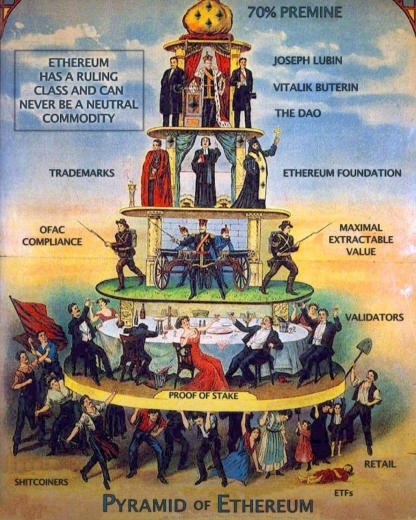 70% PREMINE
ETHEREUM
HAS A RULING
CLASS AND CAN
NEVER BE A NEUTRAL
COMMODITY
JOSEPH LUBIN
VITALIK BUTERIN
THE DAO
TRADEMARKS
ETHEREUM FOUNDATION
OFAC
COMPLIANCE
MAXIMAL
EXTRACTABLE
VALUE
VALIDATORS
PROOF OF STAKE
RETAIL
SHITCOINERS
ETFs
PYRAMID OF ETHEREUM